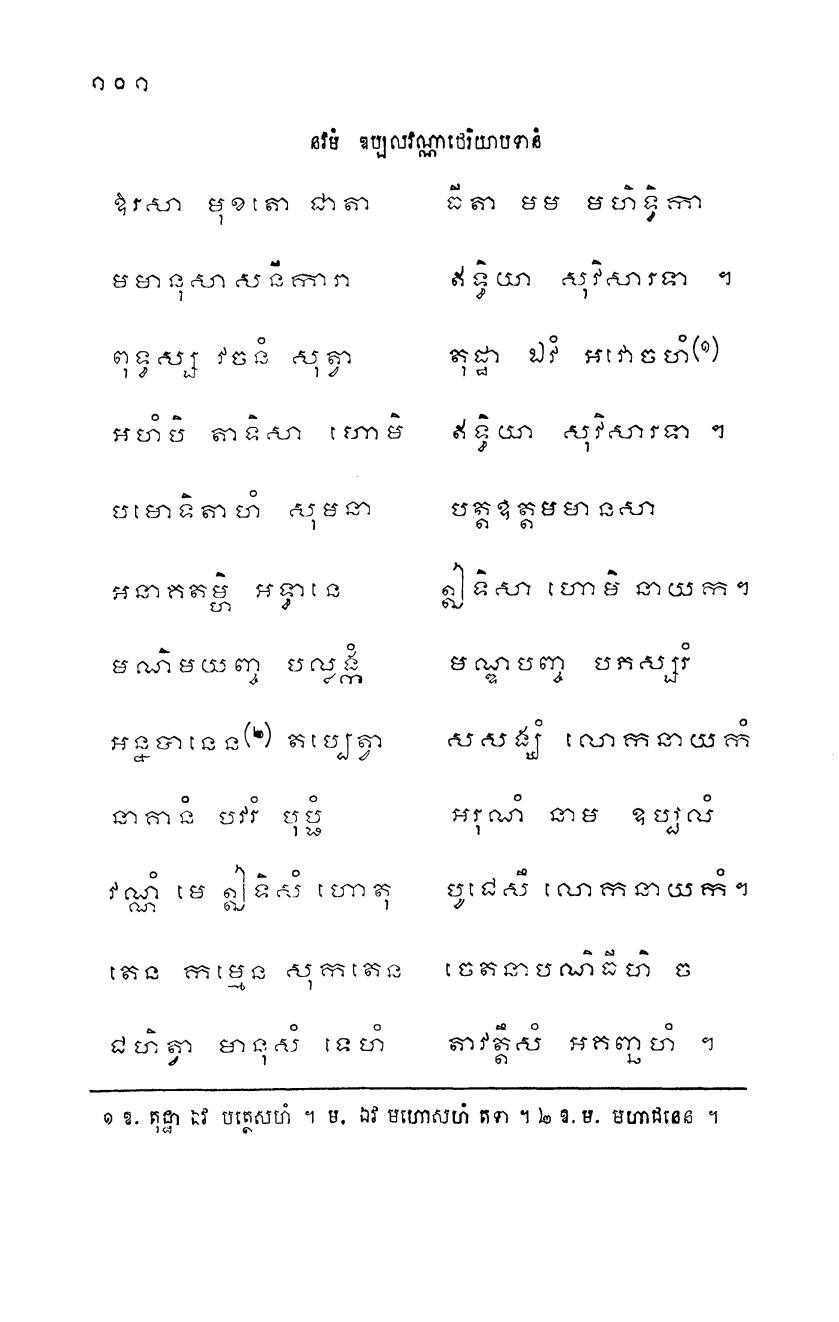 ១០១
នវមំ ឧប្បលវណ្ណាថេរិយាបទានំ
ឱរសា មុខតោ ជាតា ធីតា មម មហិទ្ធិកា
មមានុសាសនីការា ឥទ្ធិយា សុវិសារទា ។
ពុទ្ធស្ស វចនំ សុត្វា តុដ្ឋា ឯវំ អវោចហំ(១)
អហំបិ តាទិសា ហោមិ ឥទ្ធិយា សុវិសារទា ។
បមោទិតាហំ សុមនា បត្តឧត្តមមានសា
អនាគតម្ហិ អទ្ធានេ ឦទិសា ហោមិ នាយក ។
មណិមយញ្ច បល្លង្កំ មណ្ឌបញ្ច បភស្សរំ
អន្នបានេន(២) តប្បេត្វា សសង្ឃំ លោកនាយកំ
នាគានំ បវរំ បុប្ផំ អរុណំ នាម ឧប្បលំ
វណ្ណំ មេ ឦទិសំ ហោតុ បូជេសឹ លោកនាយកំ ។
តេន កម្មេន សុកតេន ចេតនាបណិធីហិ ច
ជហិត្វា មានុសំ ទេហំ តាវត្តឹសំ អគញ្ឆហំ ។
១ ឱ. តុដ្ឋា ឯវ បត្ថេសហំ ។ ម. ឯវ មហោសហំ តទា ។ ២ ឱ. ម. មហាជនេន ។